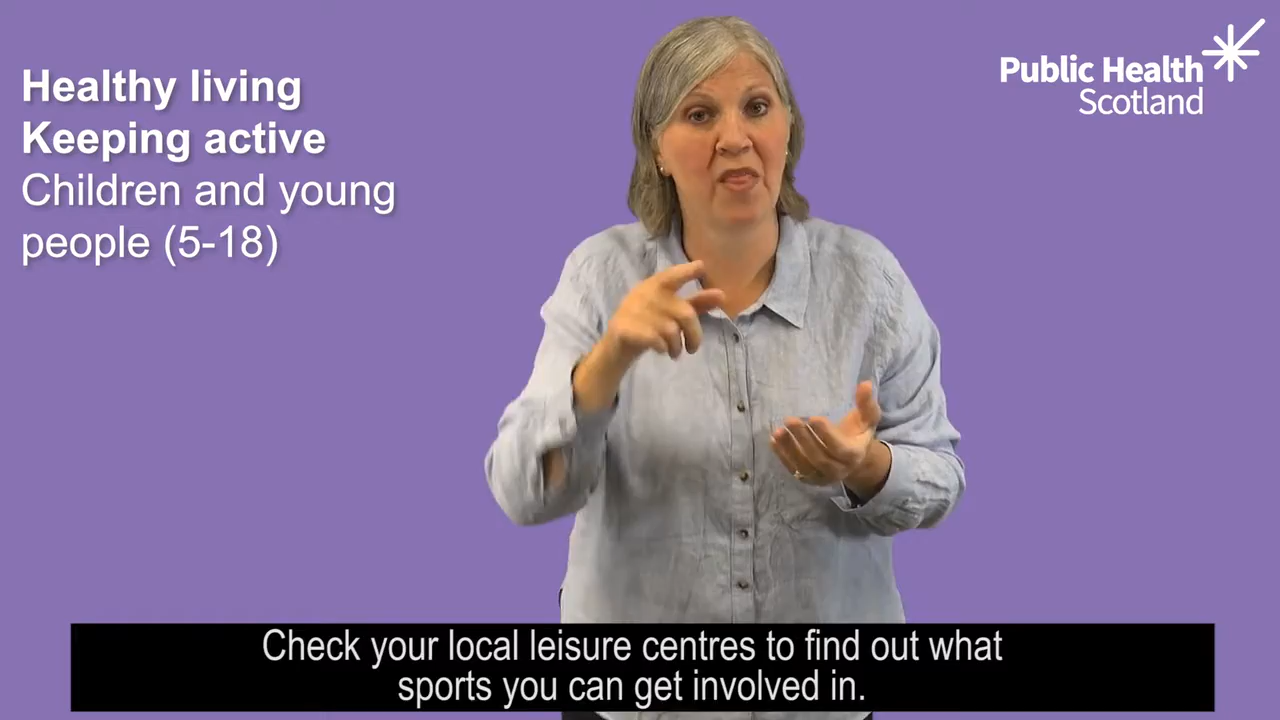 Healthy living
Keeping active
Children and young
people (5-18)
Public Health
Scotland
Check your local leisure centres to find out what
sports you can get involved in.